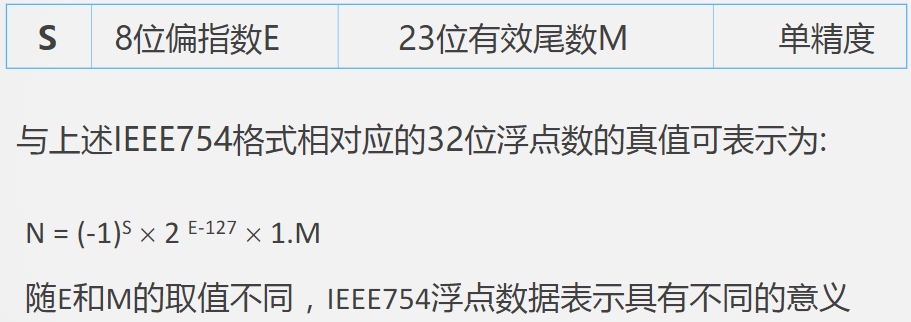 S 8位偏指数E 23位有效尾数M 单精度
与上述IEEE754格式相对应的32位浮点数的真值可表示为:
N = (-1)^S × 2^E-127 × 1.M
随E和M的取值不同，IEEE754浮点数据表示具有不同的意义